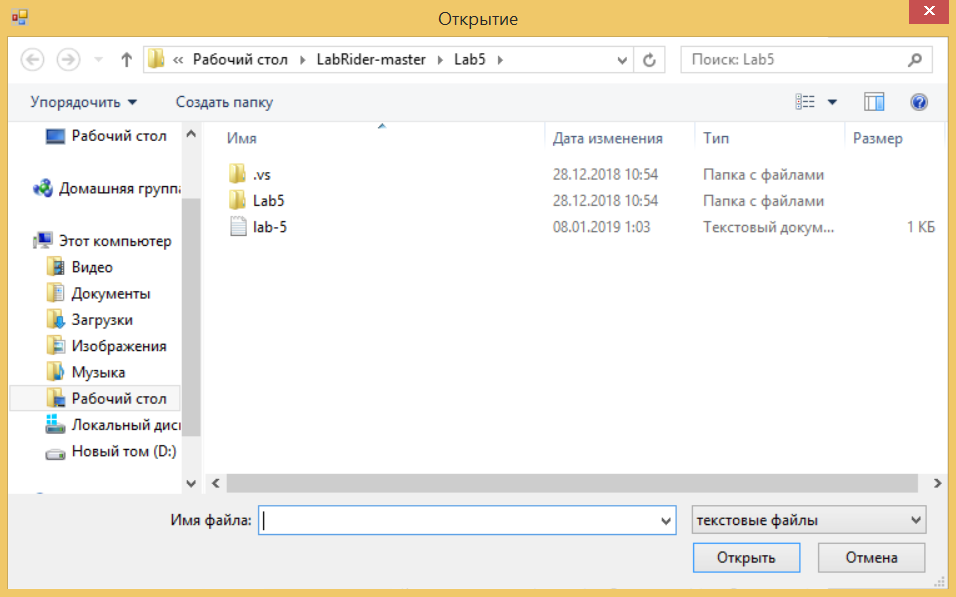 Открытие
« Рабочий стол LabRider-master Lab5
Поиск: Lab5
Упорядочить Создать папку
Рабочий стол
Домашняя группа
Этот компьютер
Видео
Документы
Загрузки
Изображения
Музыка
Рабочий стол
Локальный дис
Новый том (D:)
Имя Дата изменения Тип Размер
.vs 28.12.2018 10:54 Папка с файлами
Lab5 28.12.2018 10:54 Папка с файлами
lab-5 08.01.2019 1:03 Текстовый докум... 1 КБ
Имя файла: текстовые файлы
Открыть Отмена